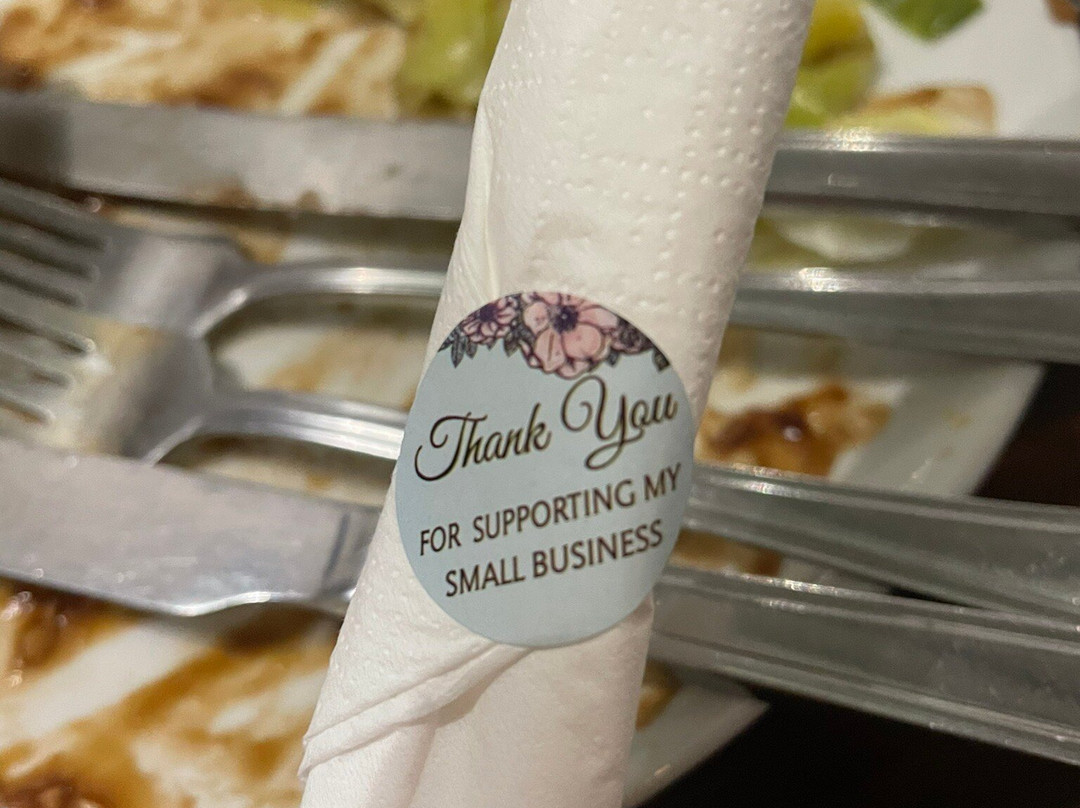 Thank You
FOR SUPPORTING MY
SMALL BUSINESS